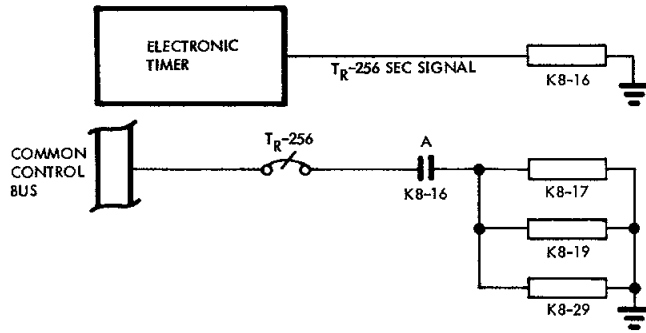 ELECTRONIC
TIMER
TR-256 SEC SIGNAL
K8-16
COMMON
CONTROL
BUS
TR-256
A
K8-16
K8-17
K8-19
K8-29